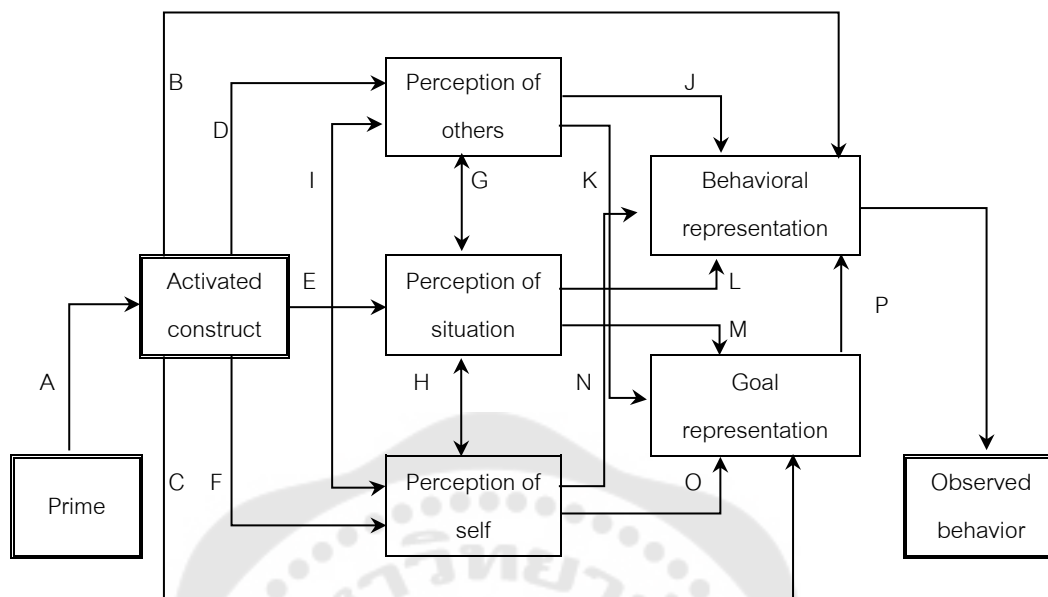 B
Perception of
others
J
D
I
G
K
Behavioral
representation
Activated
construct
E
Perception of
situation
L
M
P
A
H
N
Goal
representation
Prime
C
F
Perception of
self
O
Observed
behavior